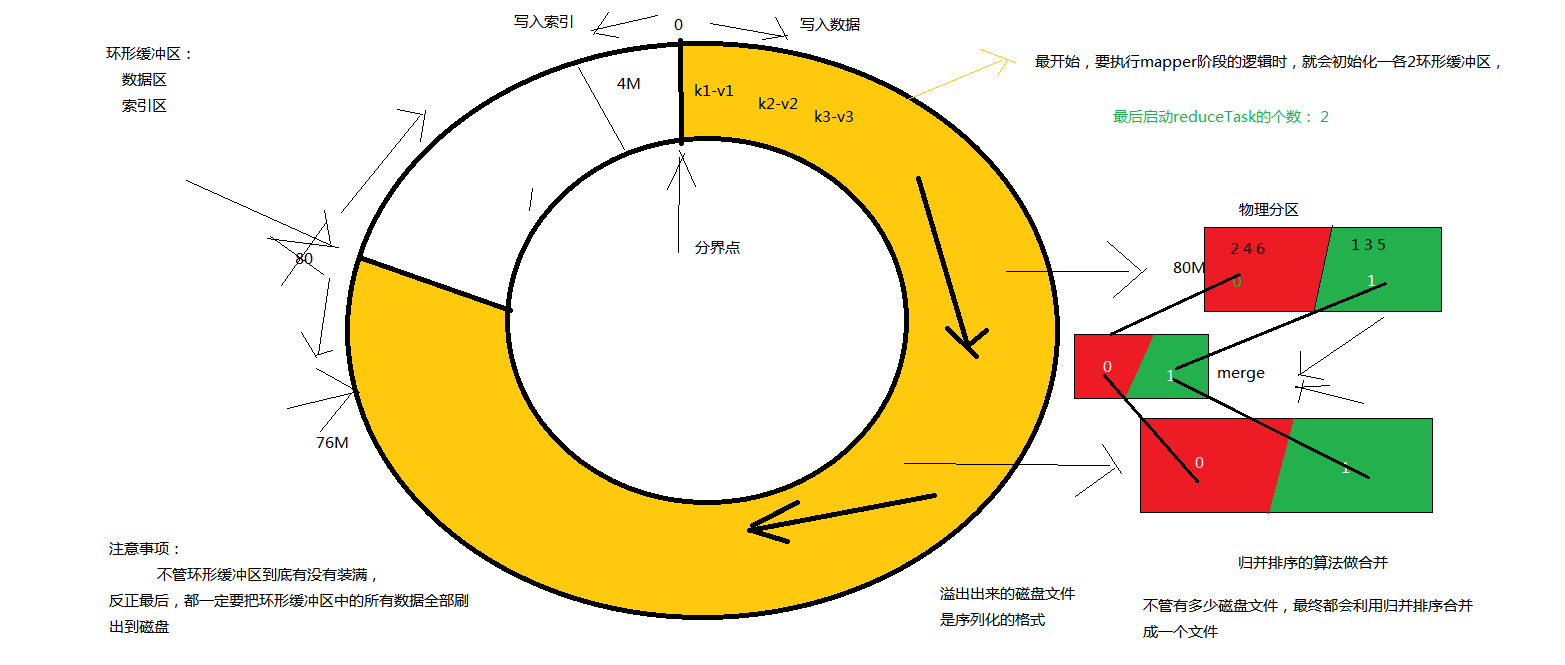 写入索引
0
写入数据
环形缓冲区：
数据区
索引区
最开始，要执行mapper阶段的逻辑时，就会初始化一各2环形缓冲区，
4M
k1-v1
k2-v2
k3-v3
最后启动reduceTask的个数： 2
物理分区
分界点
80
80M
2 4 6
1 3 5
0
1
0
1
merge
76M
0
1
注意事项：
不管环形缓冲区到底有没有装满，
反正最后，都一定要把环形缓冲区中的所有数据全部刷
出到磁盘
溢出出来的磁盘文件
是序列化的格式
归并排序的算法做合并
不管有多少磁盘文件，最终都会利用归并排序合并
成一个文件